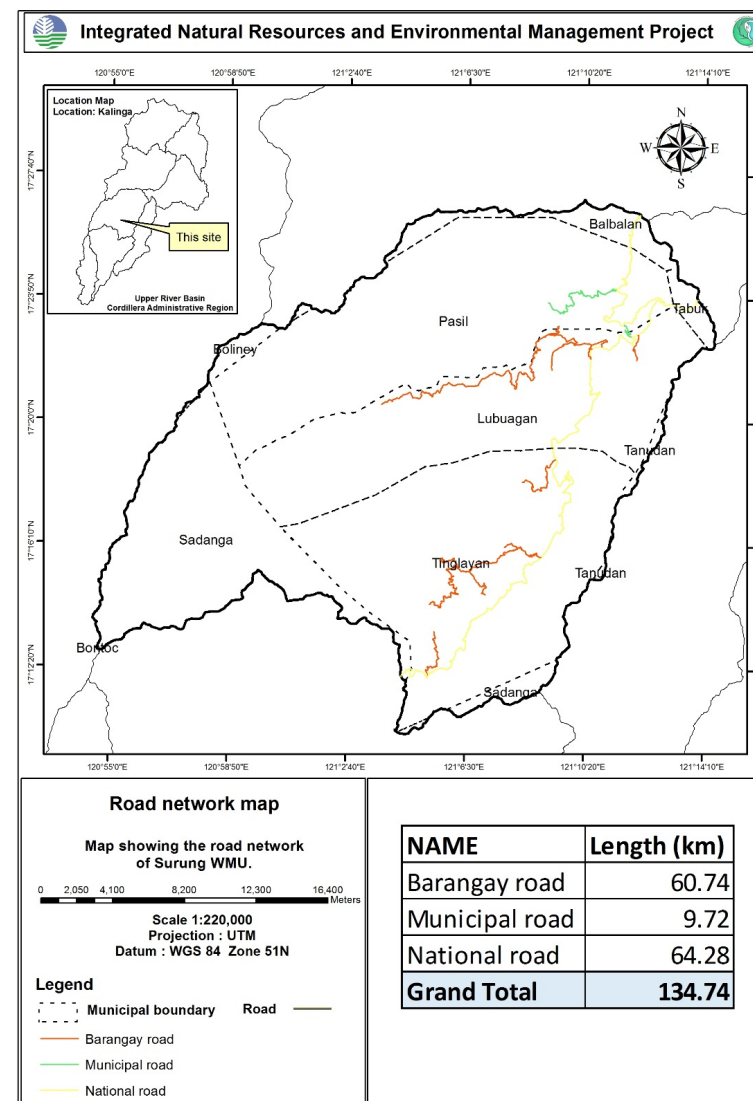 Integrated Natural Resources and Environmental Management Project
120°55'0"E 120°58'50"E 121°2'40"E 121°6'30"E 121°10'20"E 121°14'10"E
Location Map
Location: Kalinga
This site
Upper River Basin
Cordillera Administrative Region
N
W E
S
17°27'40"N
17°23'50"N
17°20'0"N
17°16'10"N
17°12'20"N
Balbalan
Pasil
Tabuk
Boliney
Lubuagan
Tanudan
Sadanga
Tinglayan
Tanudan
Bontoc
Sadanga
120°55'0"E 120°58'50"E 121°2'40"E 121°6'30"E 121°10'20"E 121°14'10"E
Road network map
Map showing the road network
of Surung WMU.
0 2,050 4,100 8,200 12,300 16,400
Meters
Scale 1:220,000
Projection : UTM
Datum : WGS 84 Zone 51N
Legend
Municipal boundary Road
Barangay road
Municipal road
National road
NAME Length (km)
Barangay road 60.74
Municipal road 9.72
National road 64.28
Grand Total 134.74